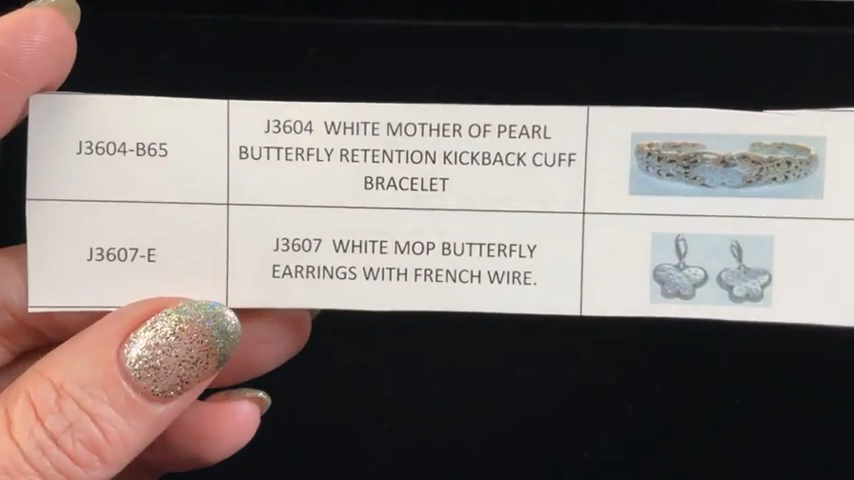 J3604-B65
J3604 WHITE MOTHER OF PEARL
BUTTERFLY RETENTION KICKBACK CUFF
BRACELET
J3607-E
J3607 WHITE MOP BUTTERFLY
EARRINGS WITH FRENCH WIRE.